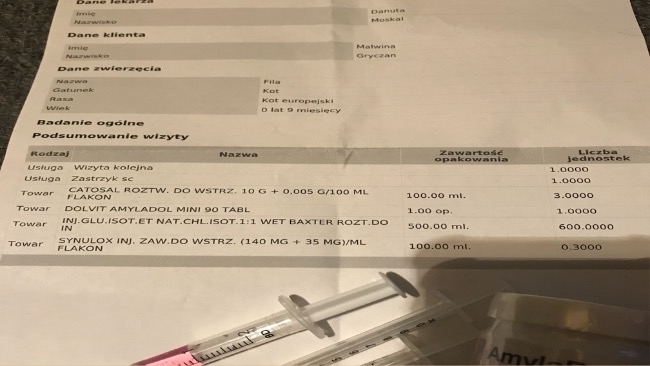 Dane lekarza
Imię Danuta
Nazwisko Moskal
Dane klienta
Imię Malwina
Nazwisko Gryczan
Dane zwierzęcia
Nazwa Fila
Gatunek Kot
Rasa Kot europejski
Wiek 0 lat 9 miesięcy
Badanie ogólne
Podsumowanie wizyty
Rodzaj Nazwa Zawartość opakowania Liczba jednostek
Usługa Wizyta kolejna 1.0000
Usługa Zastrzyk sc 1.0000
Towar CATOSAL ROZTW. DO WSTRZ. 10 G + 0,005 G/100 ML FLAKON 100.00 ml. 3.0000
Towar DOLVIT AMYLADOL MINI 90 TABL 1.00 op. 1.0000
Towar INJ.GLU.ISOT.ET NAT.CHL.ISOT.1:1 WET BAXTER ROZT.DO IN 500.00 ml. 600.0000
Towar SYNULOX INJ. ZAW.DO WSTRZ. (140 MG + 35 MG)/ML FLAKON 100.00 ml. 0.3000